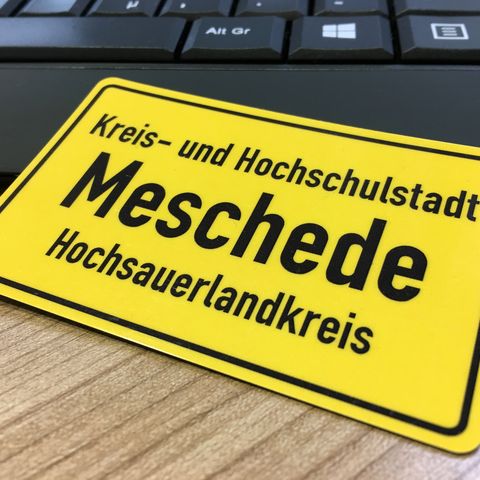 Alt Gr
Kreis- und Hochschulstadt
Meschede
Hochsauerlandkreis